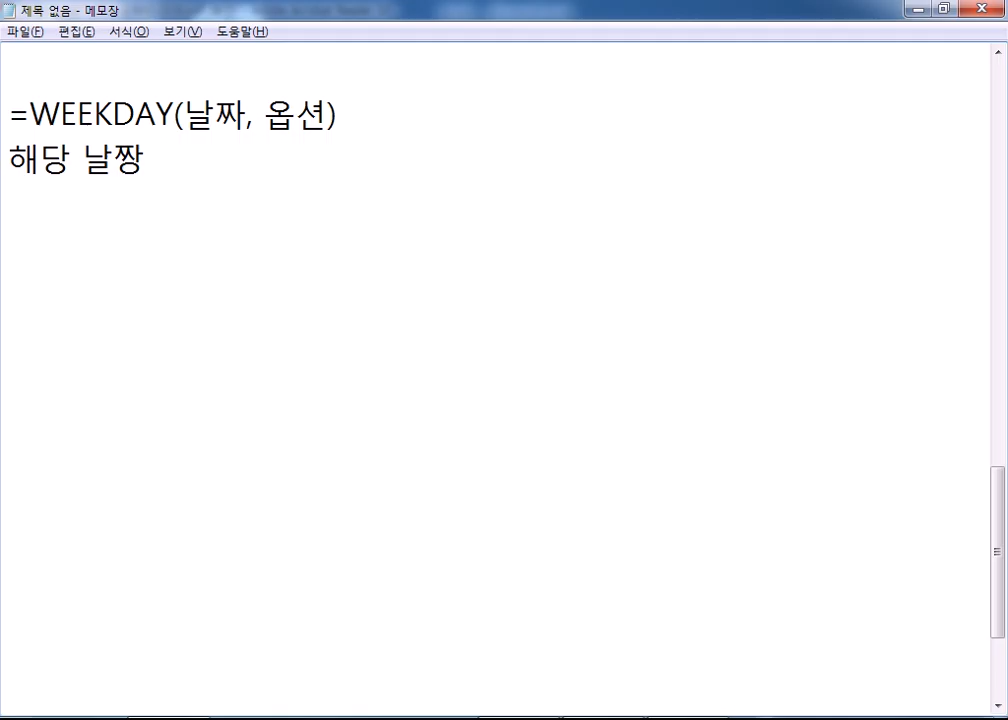 제목 없음 - 메모장
파일(F) 편집(E) 서식(O) 보기(V) 도움말(H)
=WEEKDAY(날짜, 옵션)
해당 날짱